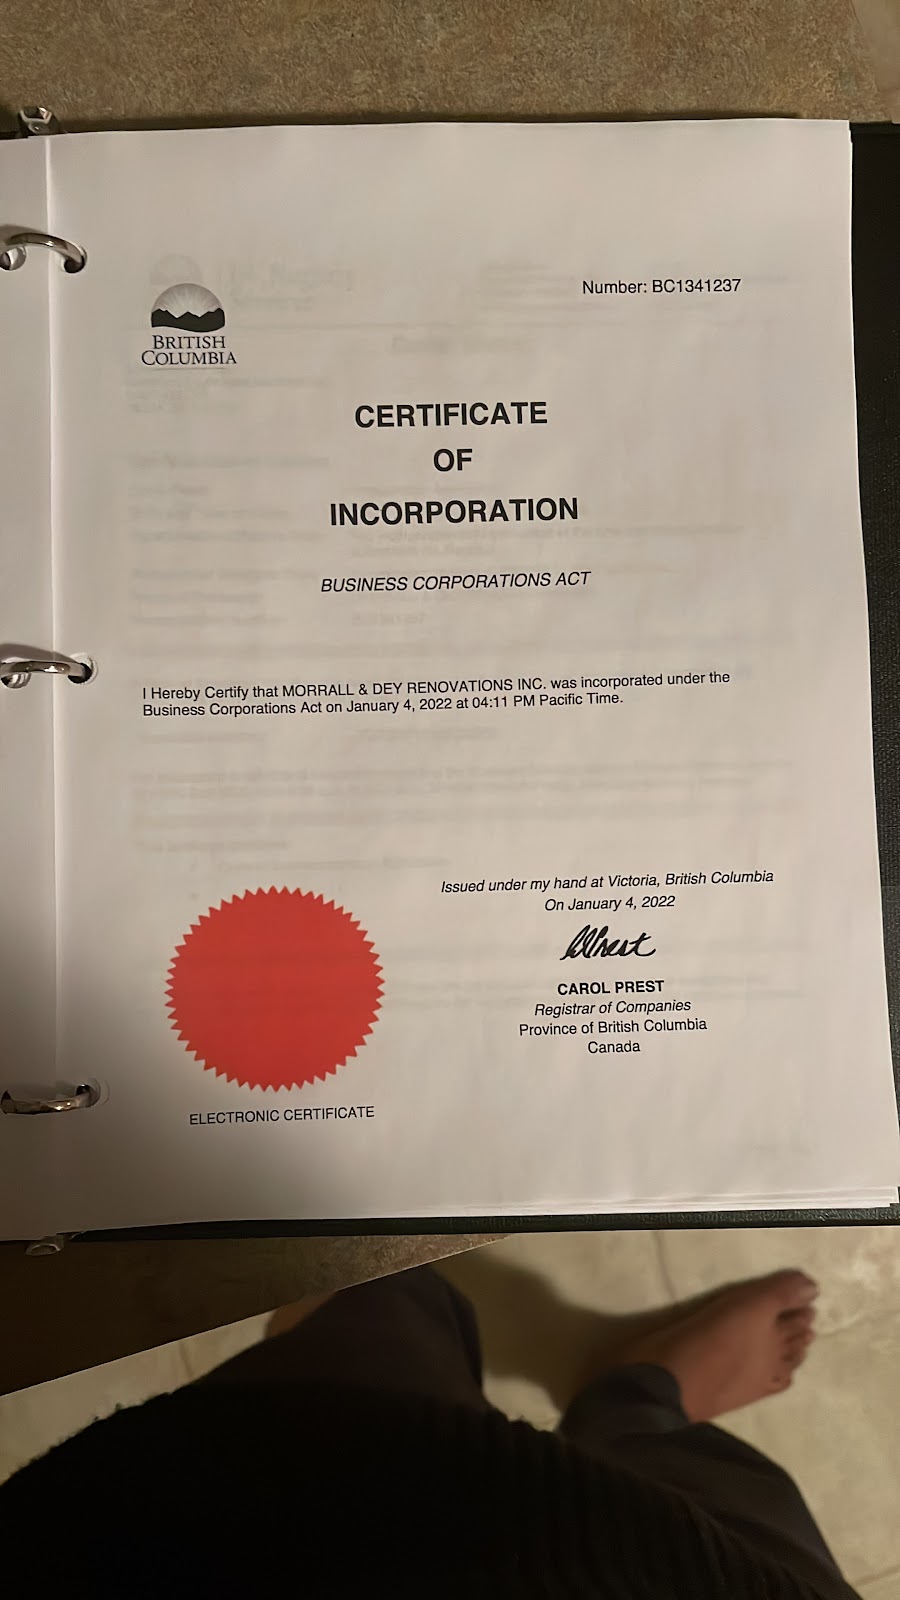 Number: BC1341237
BRITISH
COLUMBIA
CERTIFICATE
OF
INCORPORATION
BUSINESS CORPORATIONS ACT
I Hereby Certify that MORRALL & DEY RENOVATIONS INC. was incorporated under the
Business Corporations Act on January 4, 2022 at 04:11 PM Pacific Time.
Issued under my hand at Victoria, British Columbia
On January 4, 2022
CPrest
CAROL PREST
Registrar of Companies
Province of British Columbia
Canada
ELECTRONIC CERTIFICATE